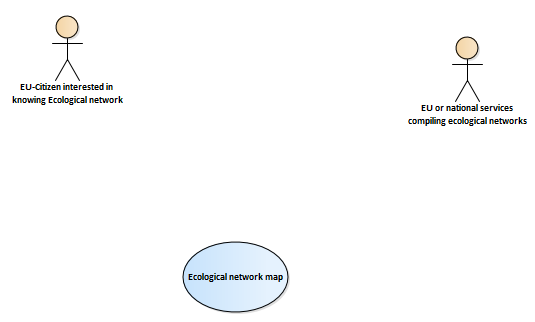 EU-Citizen interested in
knowing Ecological network
EU or national services
compiling ecological networks
Ecological network map